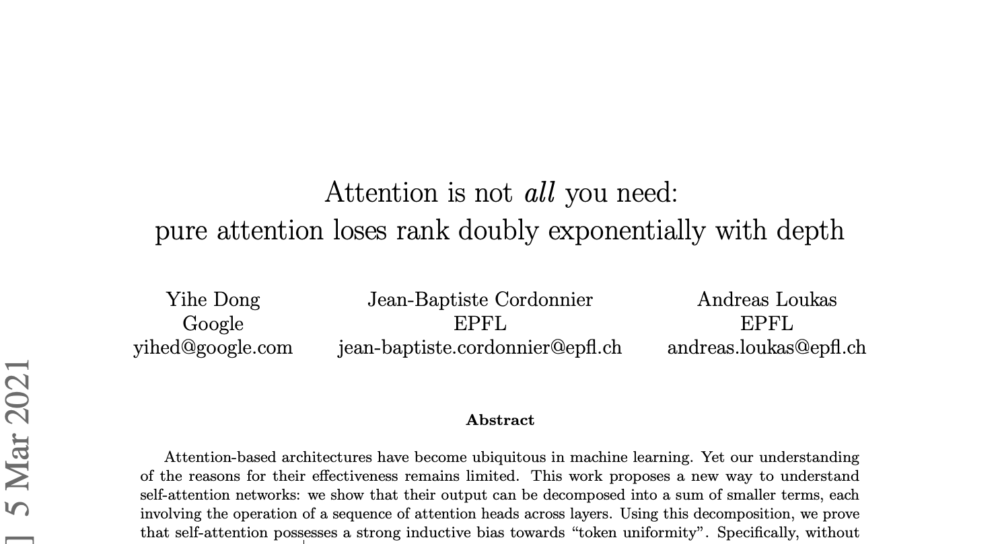 Attention is not all you need:
pure attention loses rank doubly exponentially with depth
Yihe Dong
Google
yihed@google.com
Jean-Baptiste Cordonnier
EPFL
jean-baptiste.cordonnier@epfl.ch
Andreas Loukas
EPFL
andreas.loukas@epfl.ch
Abstract
Attention-based architectures have become ubiquitous in machine learning. Yet our understanding
of the reasons for their effectiveness remains limited. This work proposes a new way to understand
self-attention networks: we show that their output can be decomposed into a sum of smaller terms, each
involving the operation of a sequence of attention heads across layers. Using this decomposition, we prove
that self-attention possesses a strong inductive bias towards “token uniformity”. Specifically, without
] 5 Mar 2021